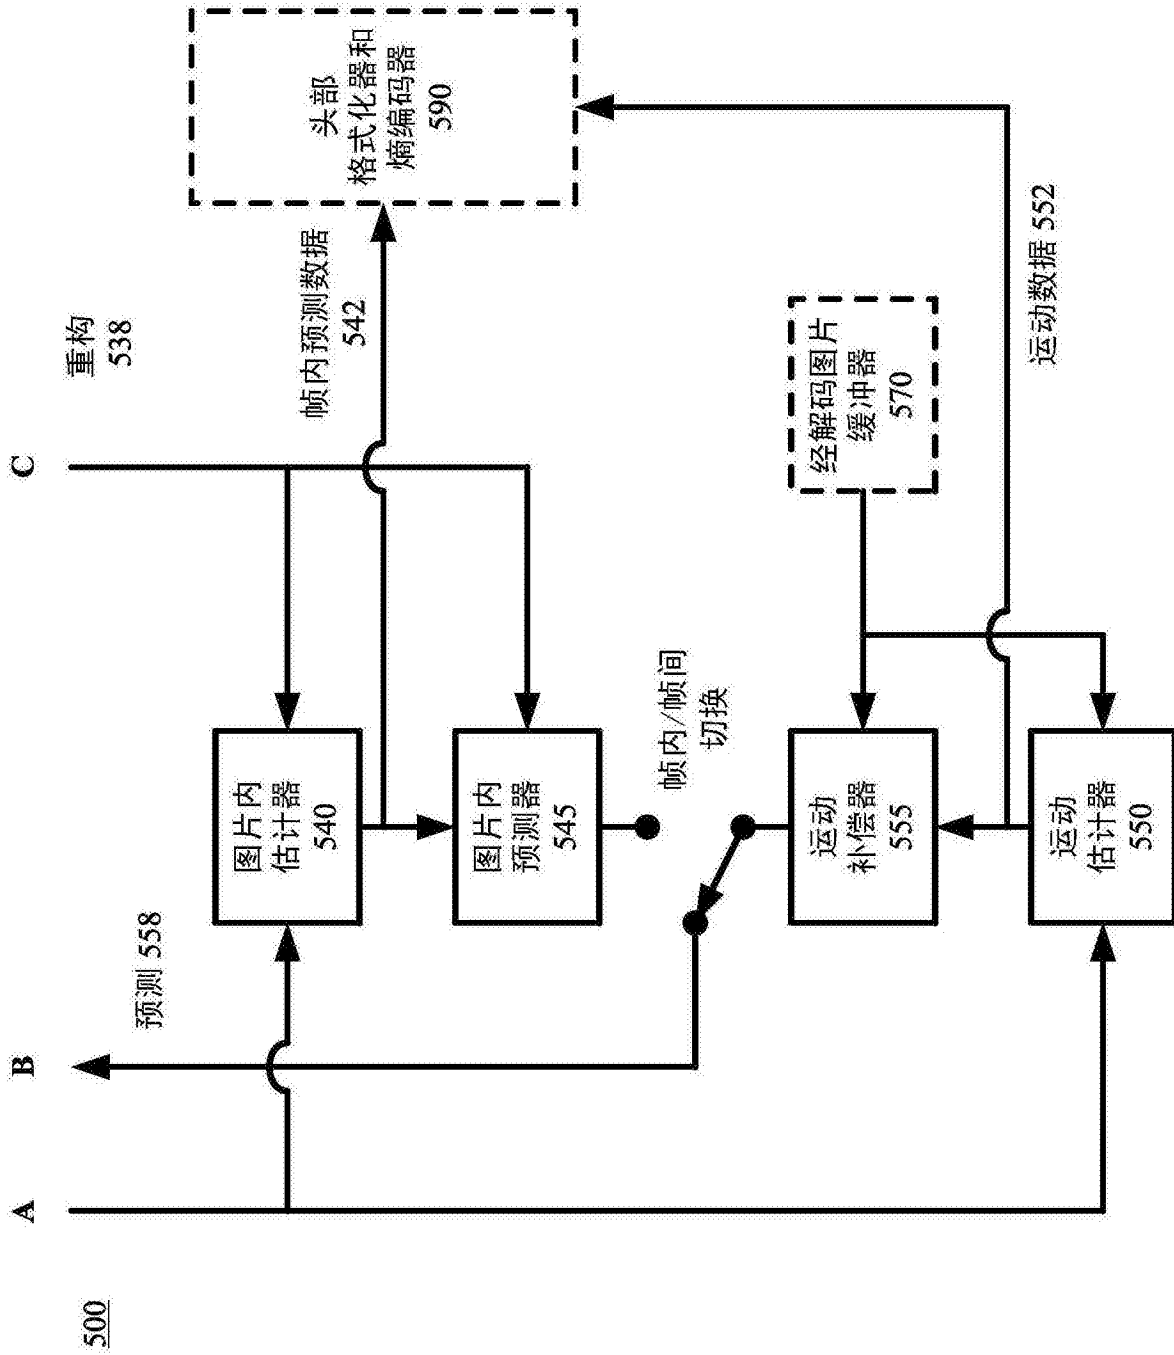 500
A
B
C
预测 558
重构
538
图片内
估计器
540
帧内预测数据
542
头部
格式化器和
熵编码器
590
图片内
预测器
545
帧内/帧间
切换
运动
补偿器
555
经解码图片
缓冲器
570
运动
估计器
550
运动数据 552